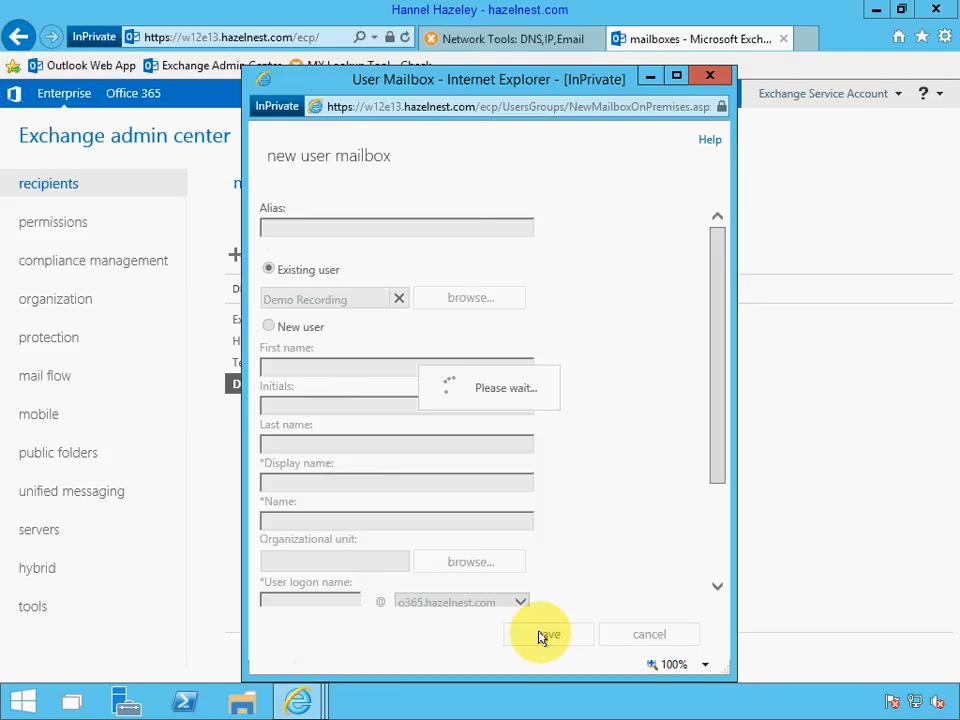 Hannel Hazeley - hazelnest.com
InPrivate https://w12e13.hazelnest.com/ecp/ Network Tools: DNS,IP,Email mailboxes - Microsoft Exch...
Outlook Web App Exchange
Enterprise Office 365 Exchange Service Account ?
Exchange admin center
recipients
permissions
compliance management
organization
protection
mail flow
mobile
public folders
unified messaging
servers
hybrid
tools
User Mailbox - Internet Explorer - [InPrivate]
InPrivate https://w12e13.hazelnest.com/ecp/UsersGroups/NewMailboxOnPremises.asp:
Help
new user mailbox
Alias:
Existing user
Demo Recording browse...
New user
First name:
Please wait...
Initials:
Last name:
*Display name:
*Name:
Organizational unit:
browse...
*User logon name:
@ o365.hazelnest.com
save cancel
100%